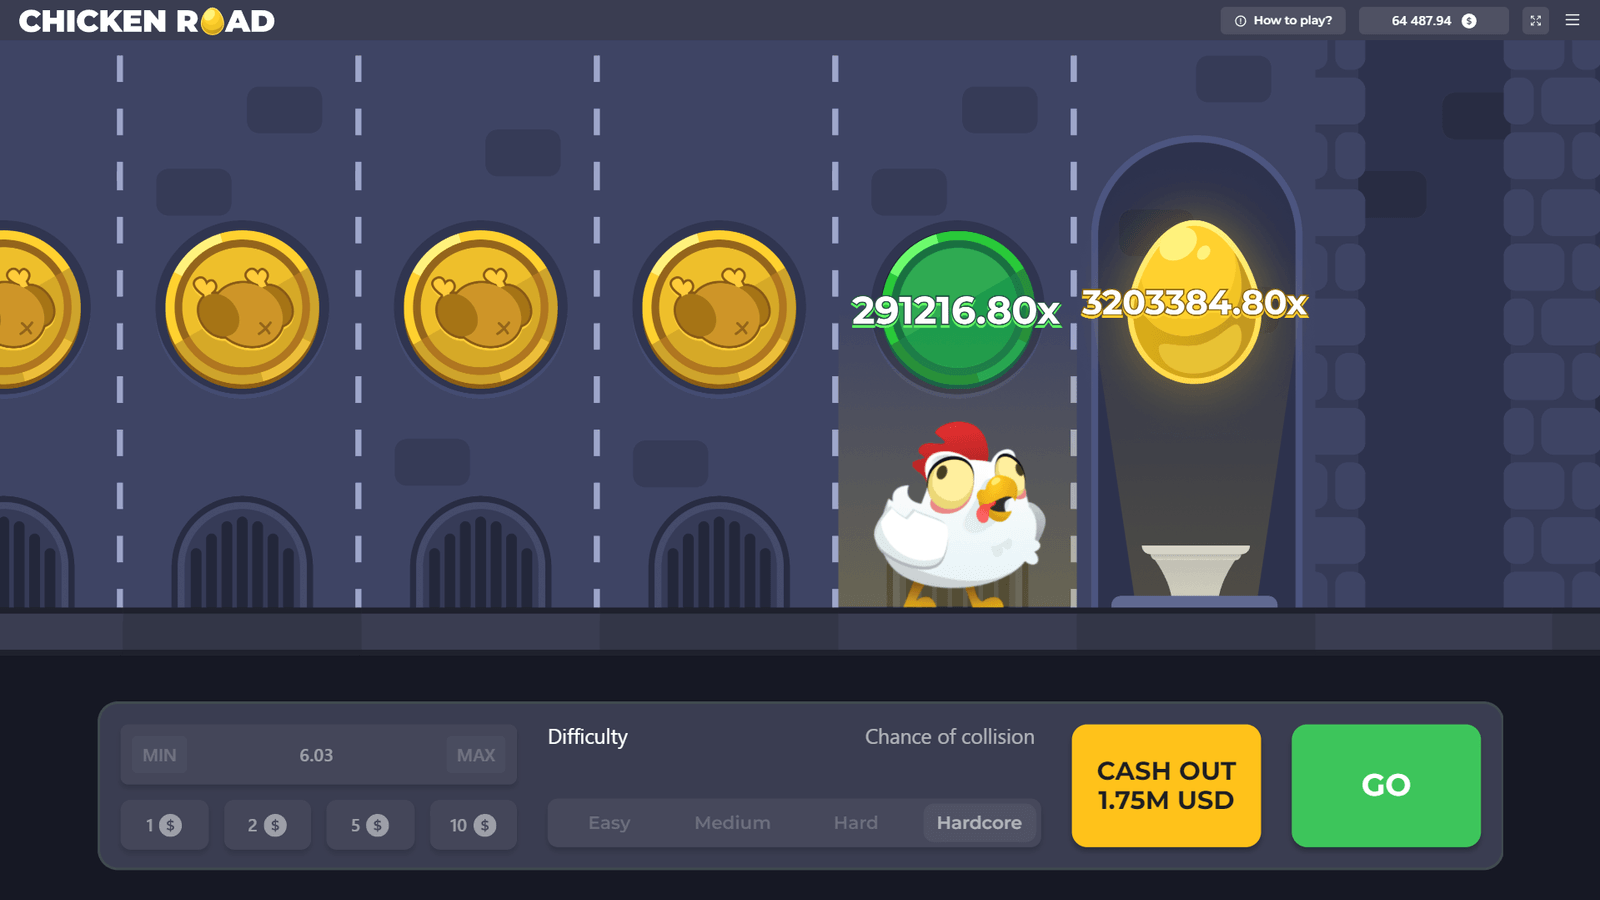 CHICKEN ROAD
How to play?
64 487.94 $
291216.80x
3203384.80x
MIN 6.03 MAX
1 $ 2 $ 5 $ 10 $
Difficulty
Chance of collision
Easy Medium Hard Hardcore
CASH OUT
1.75M USD
GO